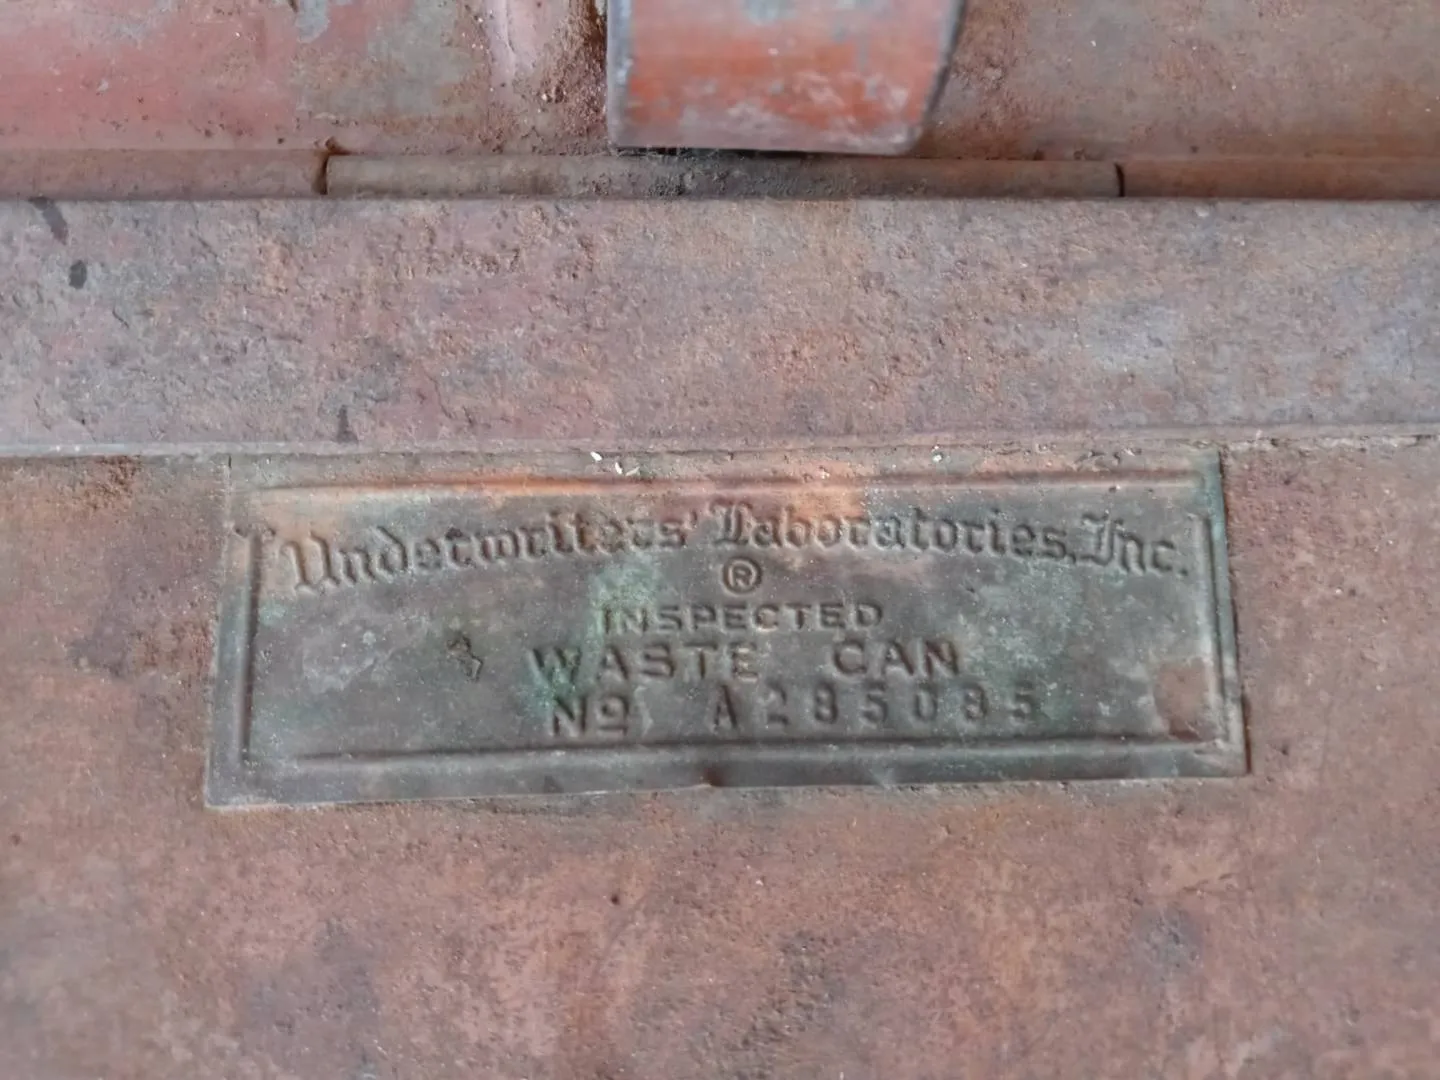 Underwriters' Laboratories, Inc.
®
INSPECTED
WASTE CAN
Nº A285085